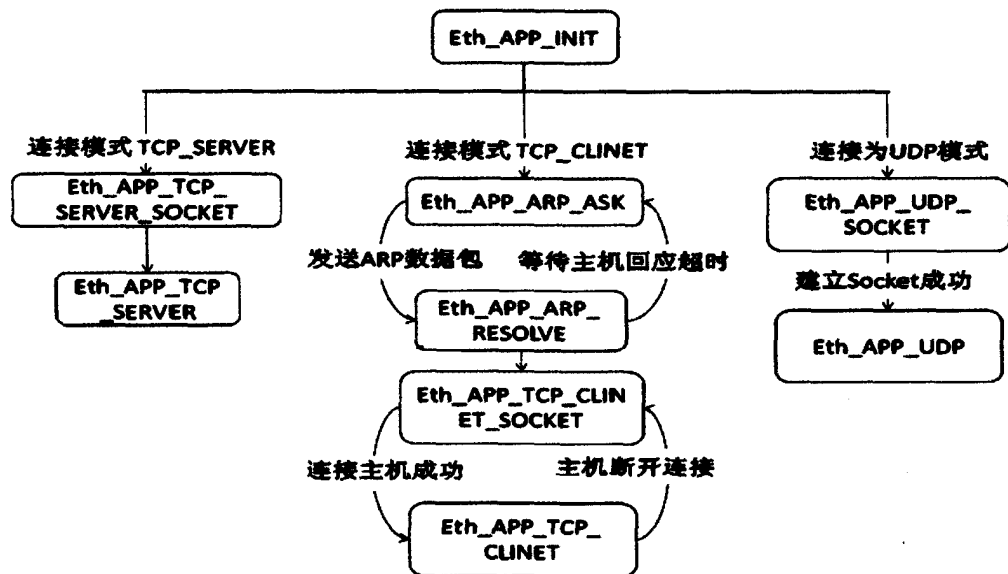 Eth_APP_INIT
连接模式 TCP_SERVER
连接模式 TCP_CLINET
连接为UDP模式
Eth_APP_TCP_
SERVER_SOCKET
Eth_APP_ARP_ASK
Eth_APP_UDP_
SOCKET
发送ARP数据包
等待主机回应超时
建立Socket成功
Eth_APP_TCP
_SERVER
Eth_APP_ARP_
RESOLVE
Eth_APP_UDP
Eth_APP_TCP_CLIN
ET_SOCKET
连接主机成功
主机断开连接
Eth_APP_TCP_
CLINET